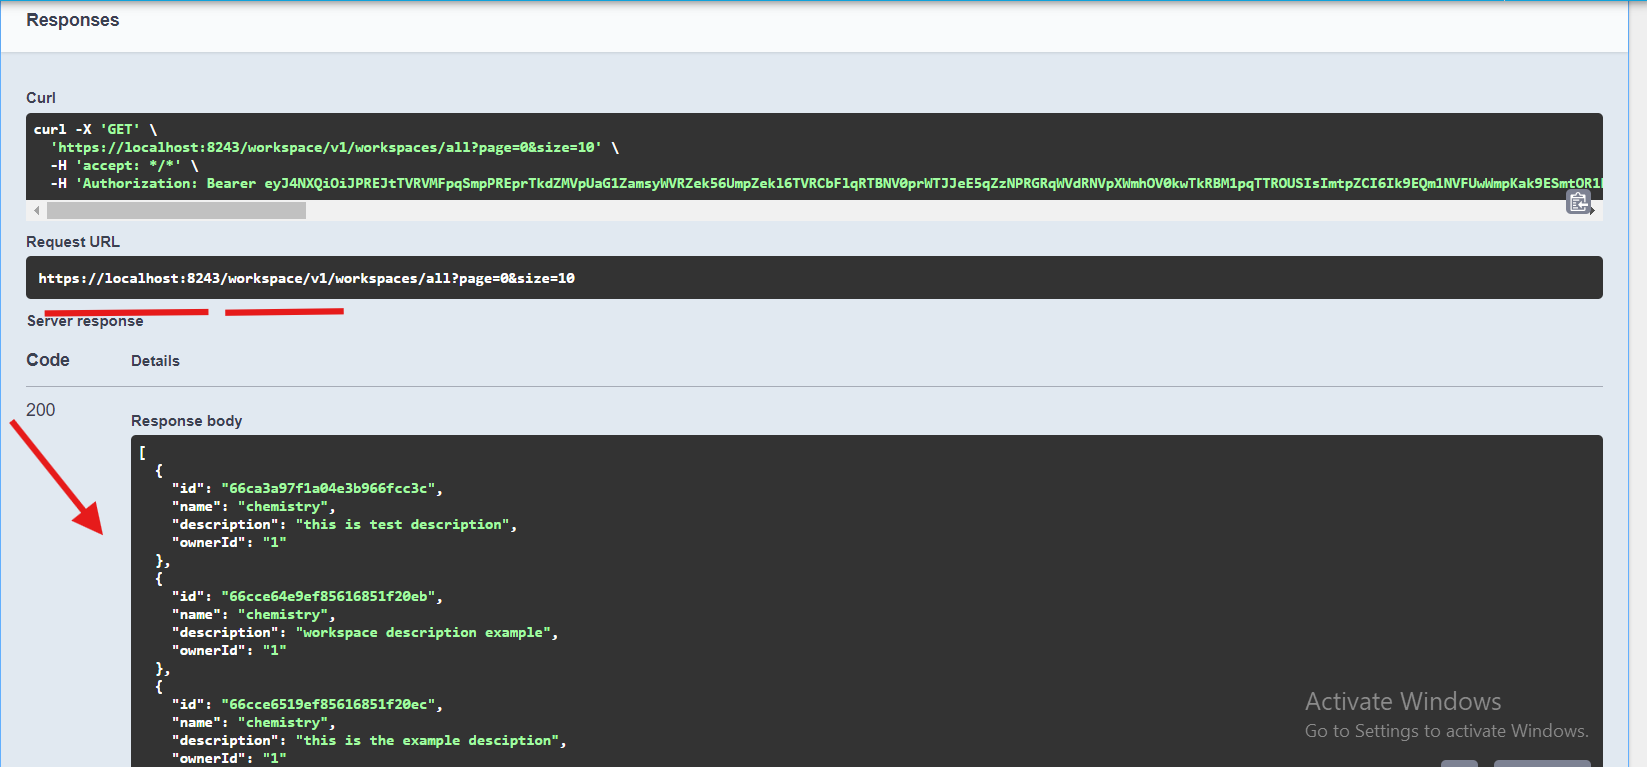 Responses
Curl
curl -X 'GET' \
'https://localhost:8243/workspace/v1/workspaces/all?page=0&size=10' \
-H 'accept: */*' \
-H 'Authorization: Bearer
Request URL
https://localhost:8243/workspace/v1/workspaces/all?page=0&size=10
Server response
Code Details
200
Response body
[
{
"id": "66ca3a97f1a04e3b966fcc3c",
"name": "chemistry",
"description": "this is test description",
"ownerId": "1"
},
{
"id": "66cce64e9ef85616851f20eb",
"name": "chemistry",
"description": "workspace description example",
"ownerId": "1"
},
{
"id": "66cce6519ef85616851f20ec",
"name": "chemistry",
"description": "this is the example desciption",
"ownerId": "1"
Activate Windows
Go to Settings to activate Windows.